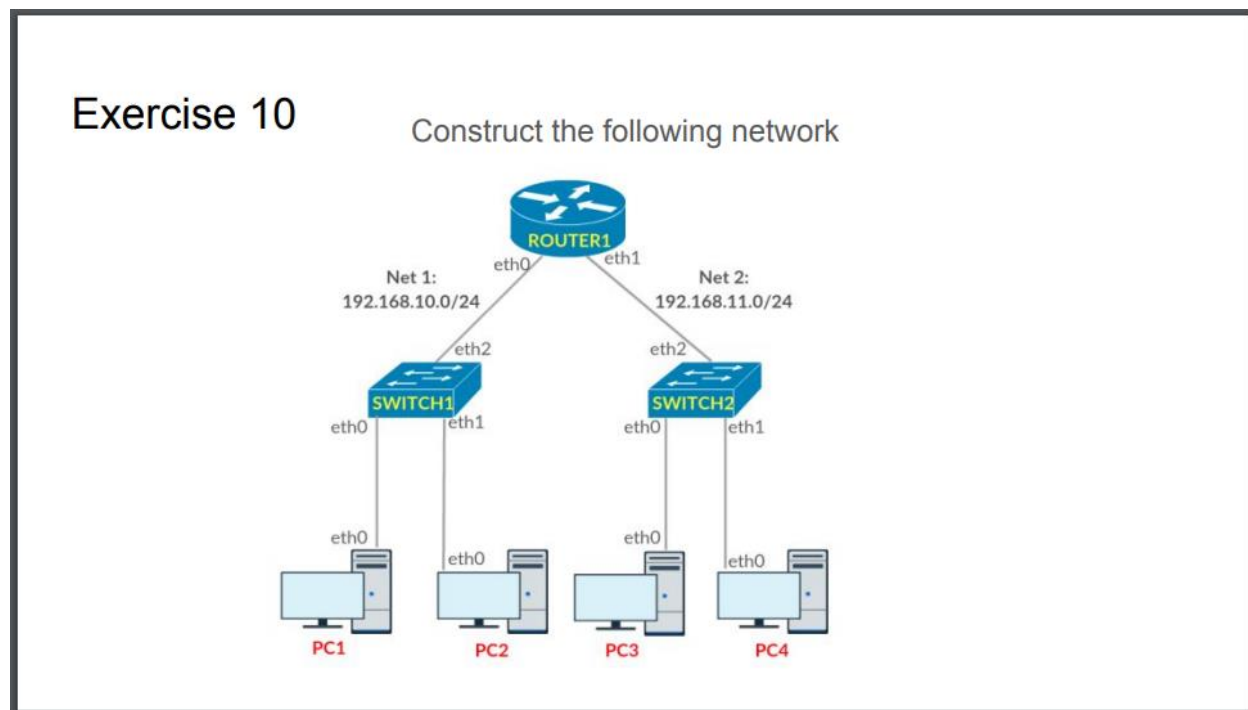 Exercise 10
Construct the following network
ROUTER1
eth0
eth1
Net 1:
192.168.10.0/24
Net 2:
192.168.11.0/24
eth2
eth2
SWITCH1
SWITCH2
eth0
eth1
eth0
eth1
eth0
eth0
eth0
eth0
PC1
PC2
PC3
PC4